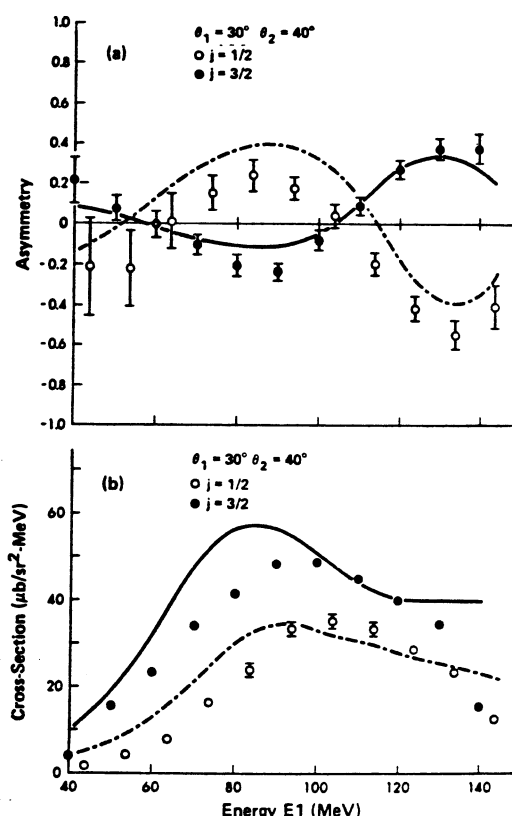 1.0
0.8
0.6
0.4
0.2
0
-0.2
-0.4
-0.6
-0.8
-1.0
Asymmetry
(a)
θ1 = 30° θ2 = 40°
○ j = 1/2
● j = 3/2
(b)
θ1 = 30° θ2 = 40°
○ j = 1/2
● j = 3/2
Cross-Section (μb/sr²-MeV)
60
40
20
0
40 60 80 100 120 140
Energy E1 (MeV)